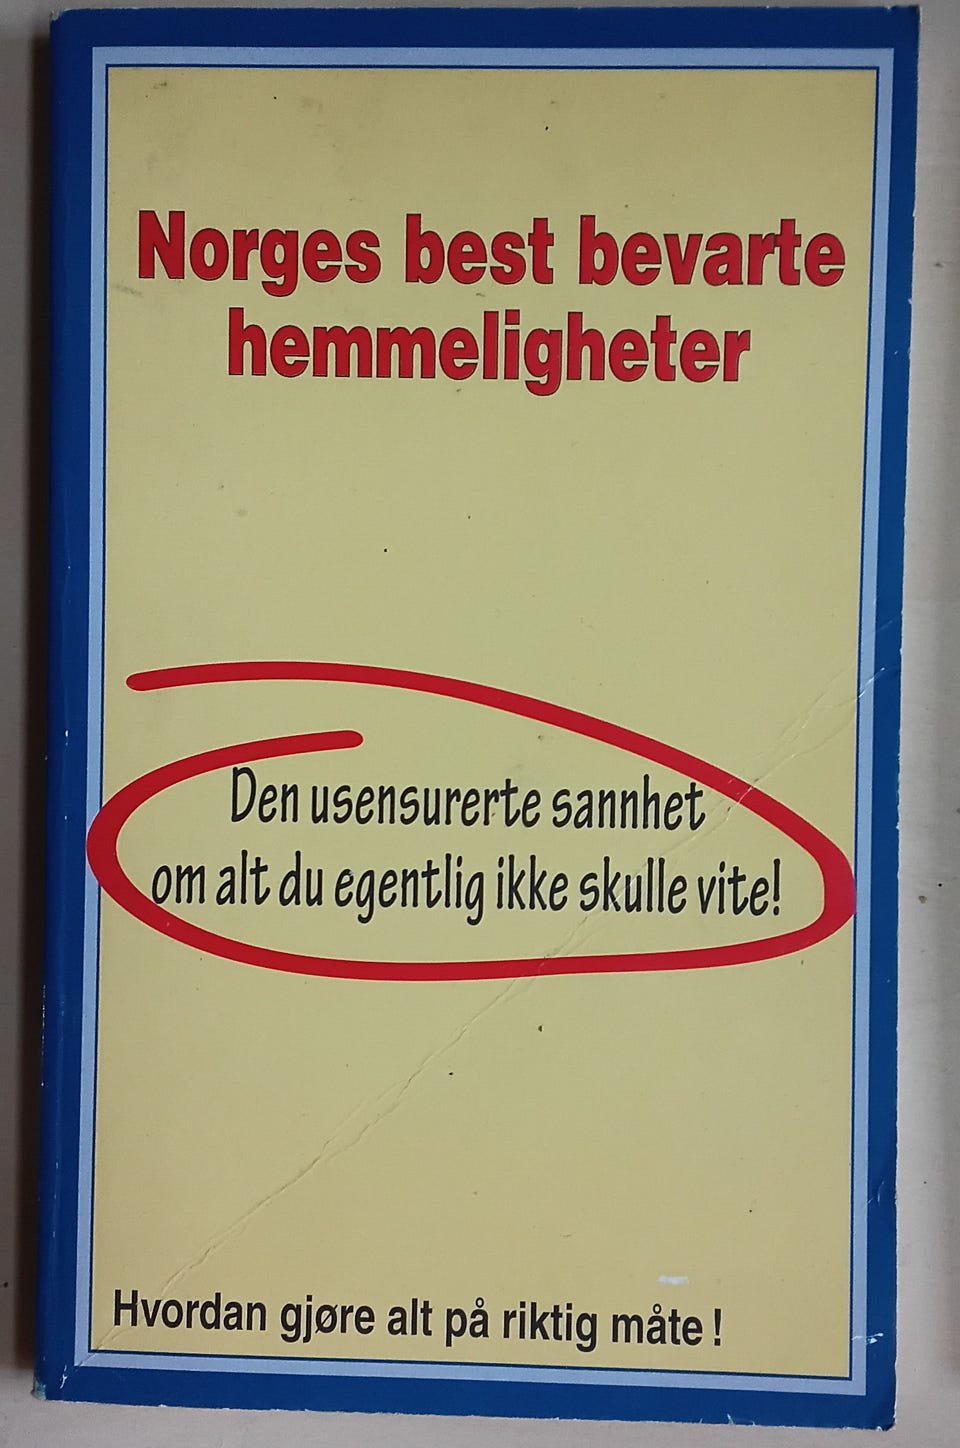 Norges best bevarte
hemmeligheter
Den usensurerte sannhet
om alt du egentlig ikke skulle vite!
Hvordan gjøre alt på riktig måte !